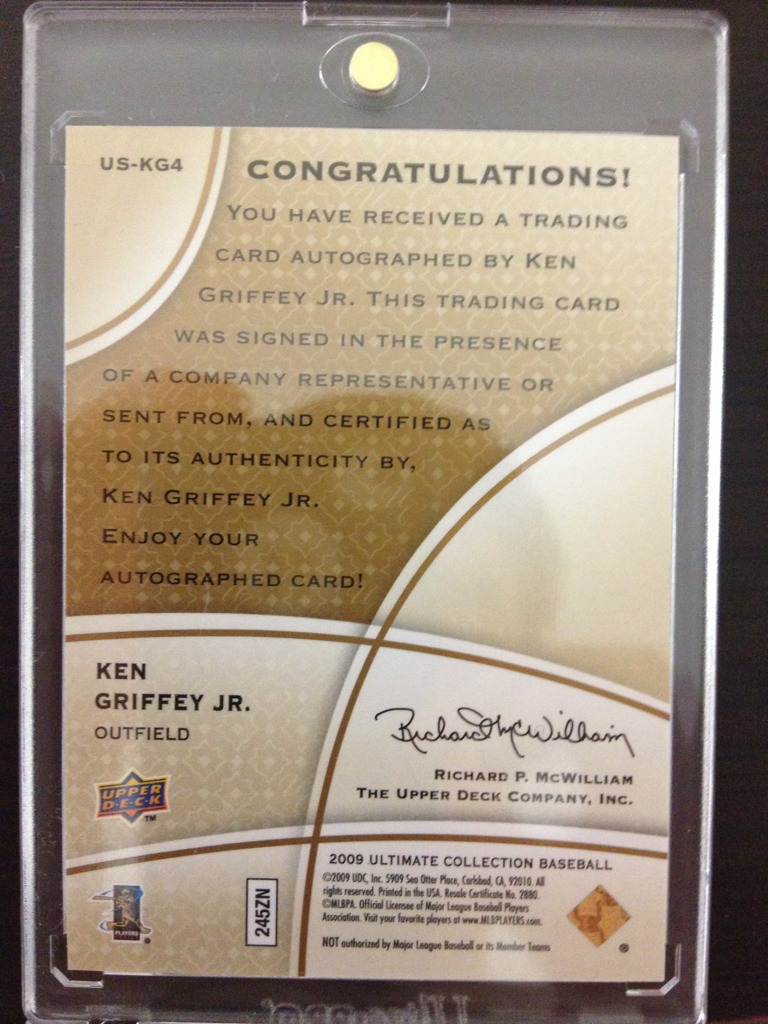 US-KG4
CONGRATULATIONS!
YOU HAVE RECEIVED A TRADING
CARD AUTOGRAPHED BY KEN
GRIFFEY JR. THIS TRADING CARD
WAS SIGNED IN THE PRESENCE
OF A COMPANY REPRESENTATIVE OR
SENT FROM, AND CERTIFIED AS
TO ITS AUTHENTICITY BY,
KEN GRIFFEY JR.
ENJOY YOUR
AUTOGRAPHED CARD!
KEN
GRIFFEY JR.
OUTFIELD
UPPER
D·E·C·K
TM
Richard P. McWilliam
RICHARD P. MCWILLIAM
THE UPPER DECK COMPANY, INC.
PLAYERS
®
245ZN
2009 ULTIMATE COLLECTION BASEBALL
©2009 UDC, Inc. 5909 Sea Otter Place, Carlsbad, CA, 92010. All
rights reserved. Printed in the USA. Resale Certificate No. 2880.
©MLBPA. Official Licensee of Major League Baseball Players
Association. Visit your favorite players at www.MLBPLAYERS.com.
NOT authorized by Major League Baseball or its Member Teams
®